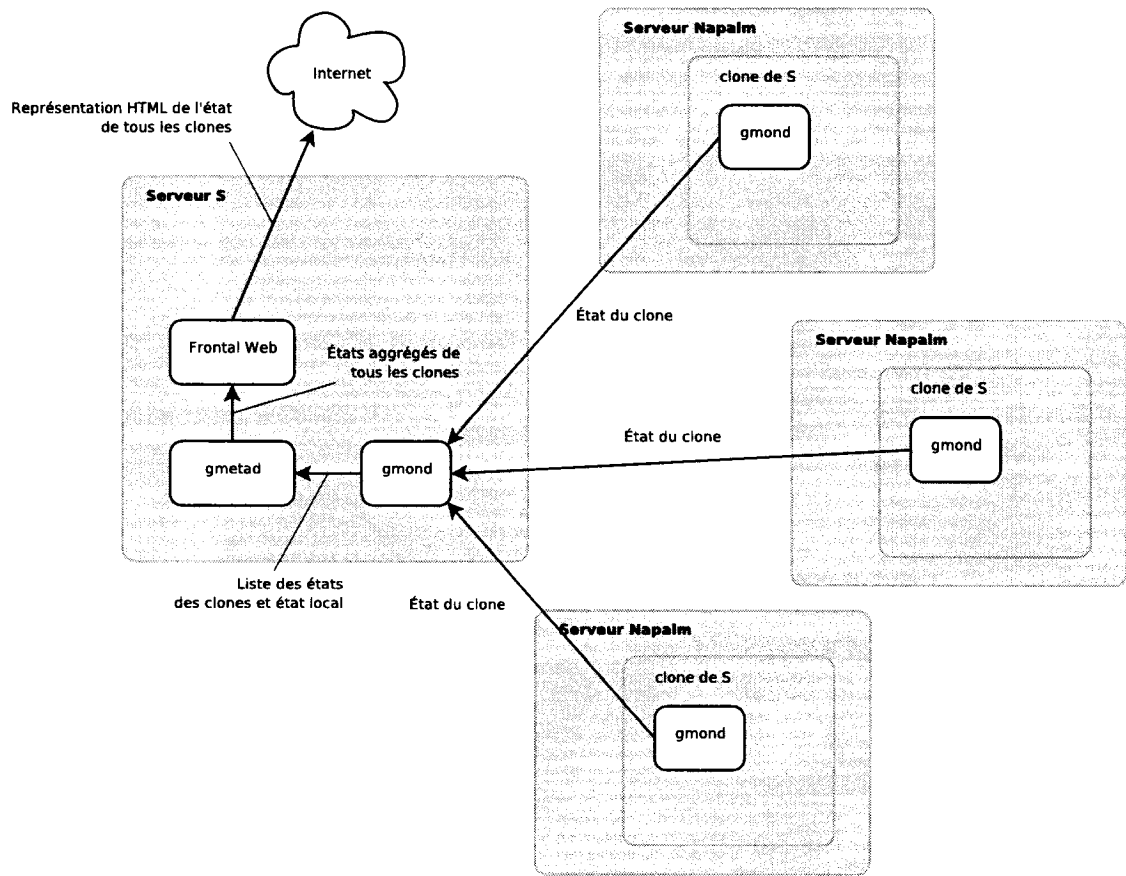 Internet
Représentation HTML de l'état
de tous les clones
Serveur S
Frontal Web
États aggrégés de
tous les clones
gmetad
gmond
Liste des états
des clones et état local
Serveur Napalm
clone de S
gmond
État du clone
Serveur Napalm
clone de S
gmond
État du clone
Serveur Napalm
clone de S
gmond
État du clone